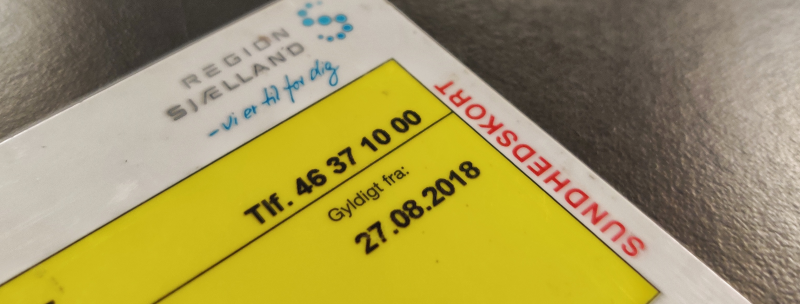 REGION
SJÆLLAND
- vi er til for dig
SUNDHEDSKORT
Tlf. 46 37 10 00
Gyldigt fra:
27.08.2018